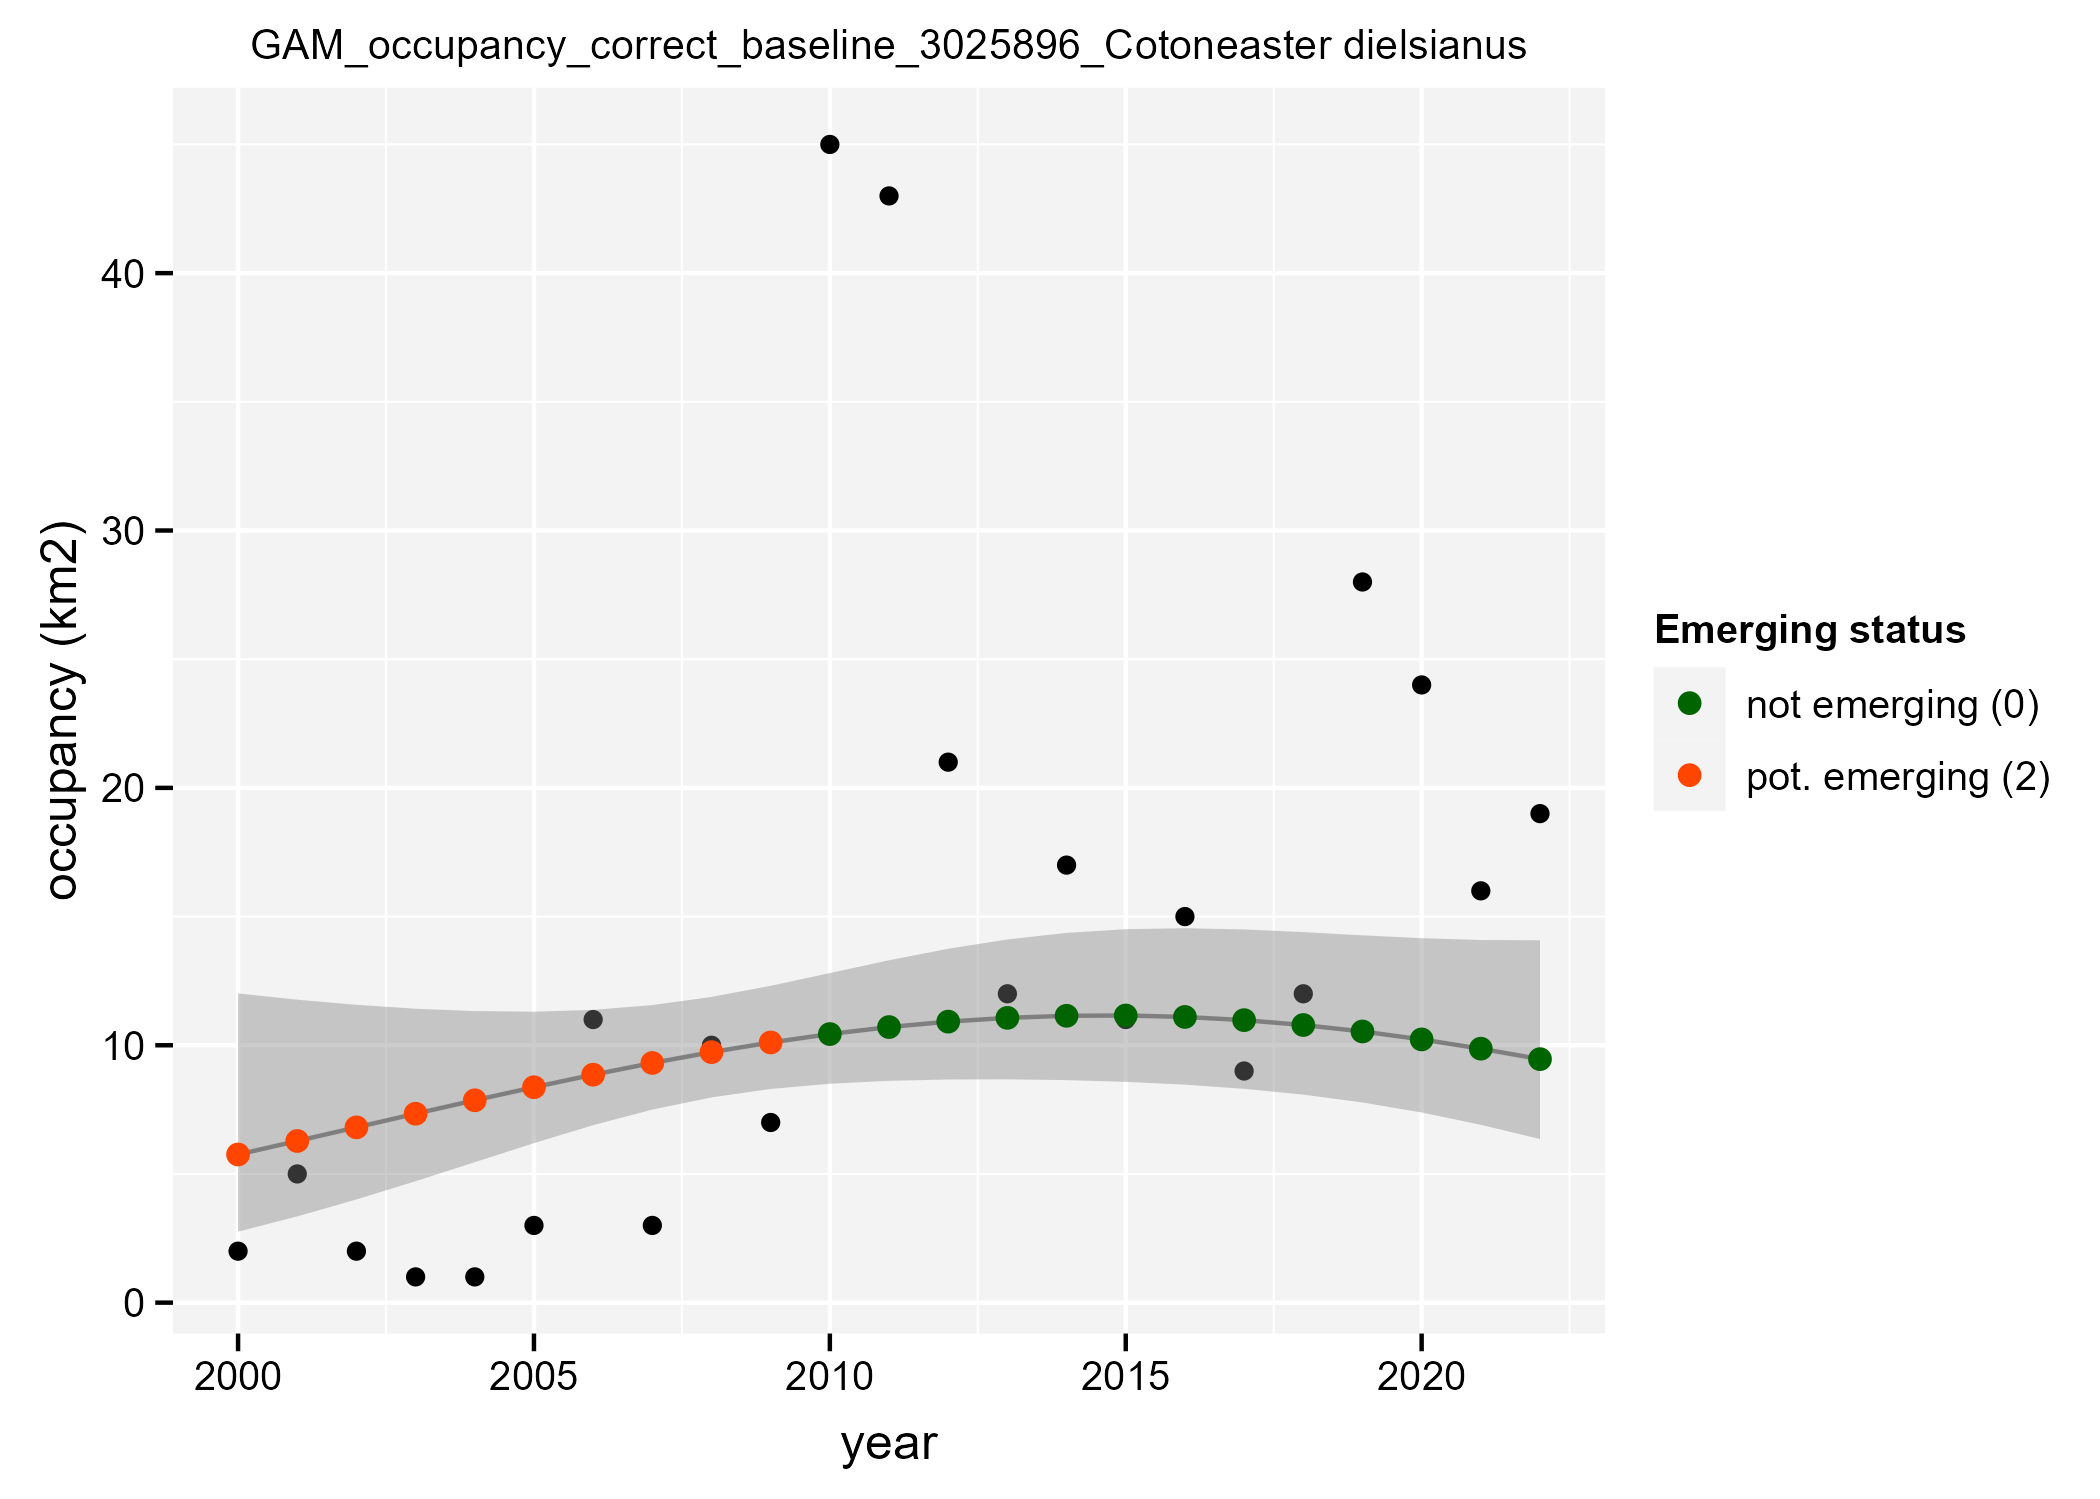 GAM_occupancy_correct_baseline_3025896_Cotoneaster dielsianus
occupancy (km2)
40
30
20
10
0
2000 2005 2010 2015 2020
year
Emerging status
not emerging (0)
pot. emerging (2)